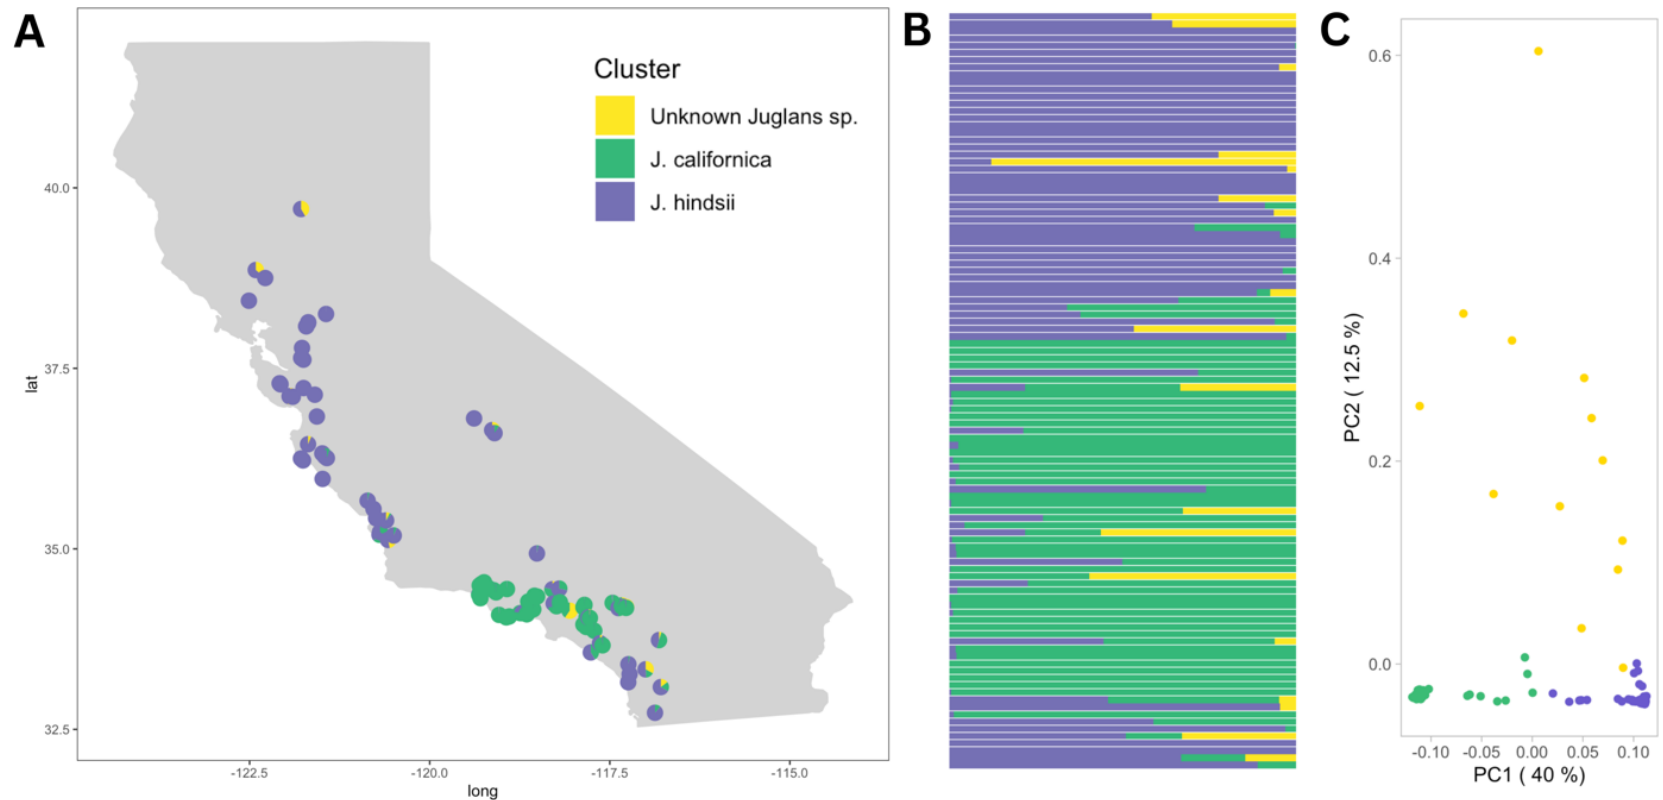 A
B
C
Cluster
Unknown Juglans sp.
J. californica
J. hindsii
40.0
37.5
35.0
32.5
lat
-122.5
-120.0
-117.5
-115.0
long
0.6
0.4
0.2
0.0
PC2 ( 12.5 %)
-0.10
-0.05
0.00
0.05
0.10
PC1 ( 40 %)